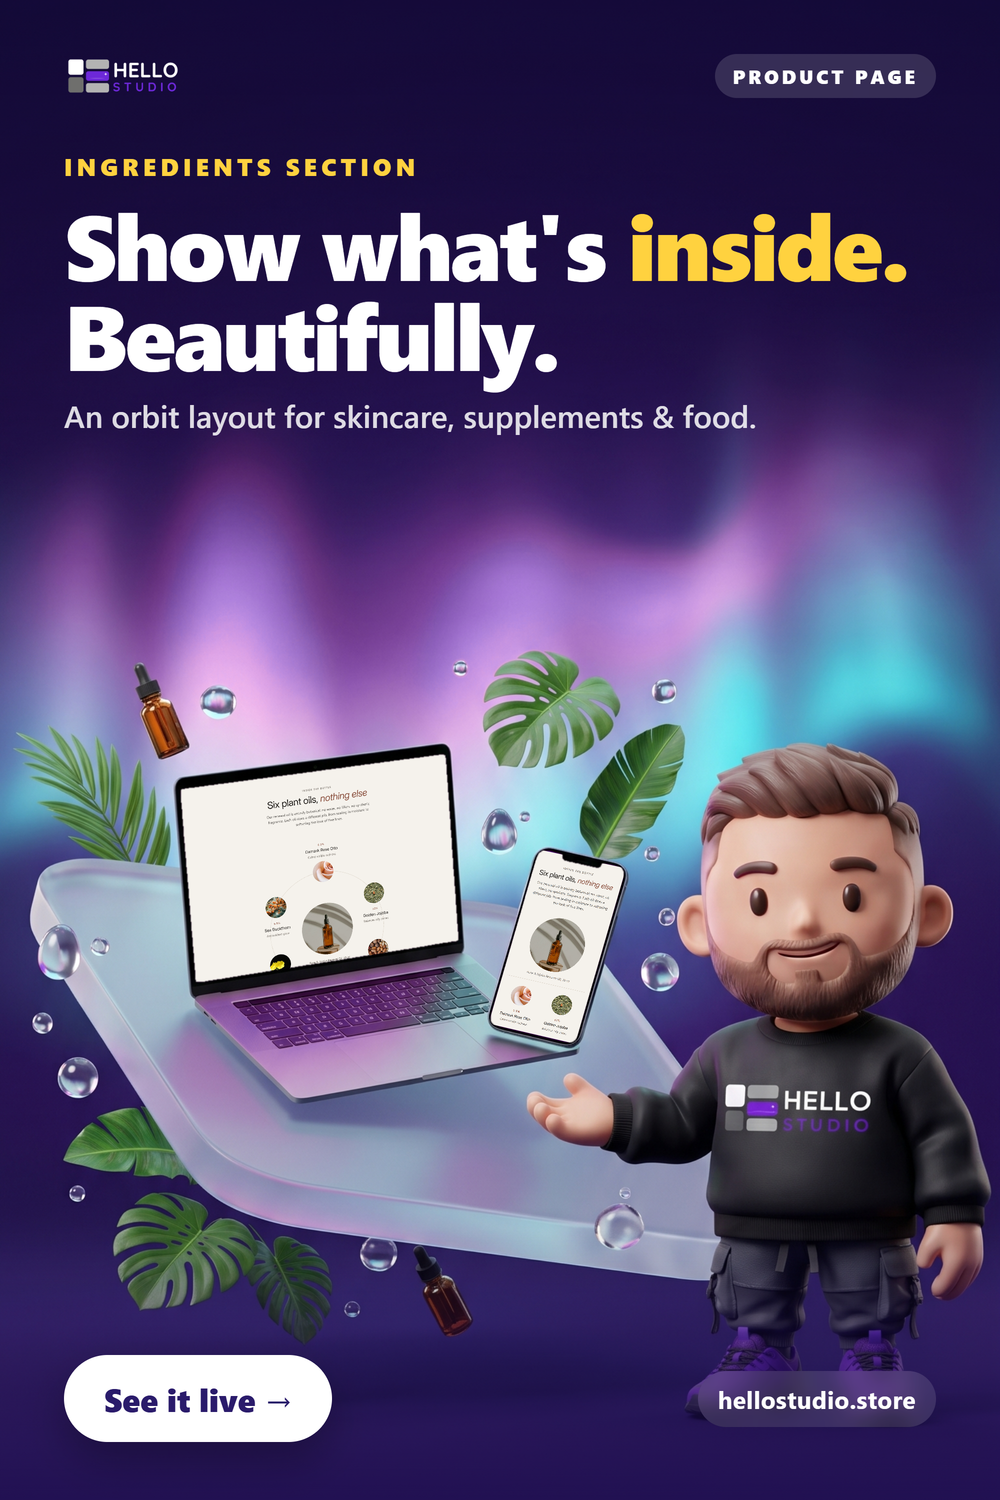 HELLO
STUDIO
PRODUCT PAGE
INGREDIENTS SECTION
Show what's inside.
Beautifully.
An orbit layout for skincare, supplements & food.
Six plant oils, nothing else
Six plant oils, nothing else
HELLO
STUDIO
See it live →
hellostudio.store